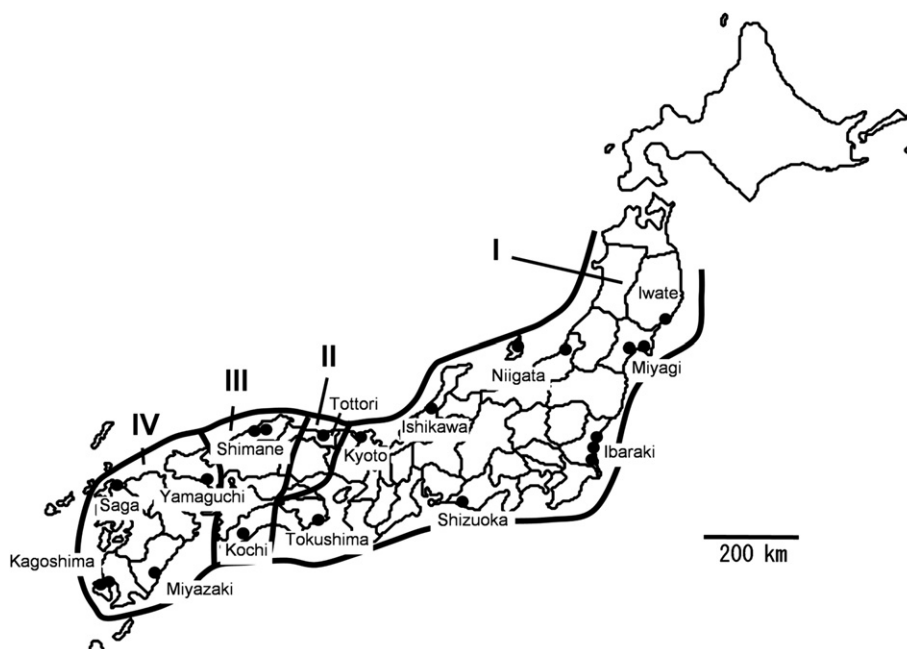 I
Iwate
II
Niigata
Miyagi
III
Tottori
IV
Ishikawa
Shimane
Kyoto
Ibaraki
Saga
Yamaguchi
Shizuoka
Kochi
Tokushima
200 km
Kagoshima
Miyazaki